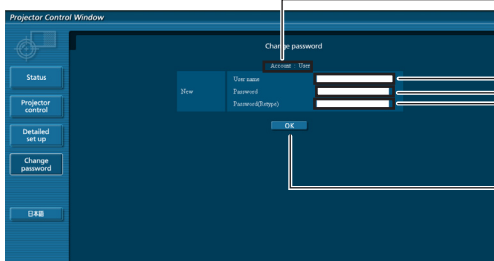 Projector Control Window
Change password
Account : User
Status
Projector
control
Detailed
set up
Change
password
日本語
New
User name
Password
Password(Retype)
OK